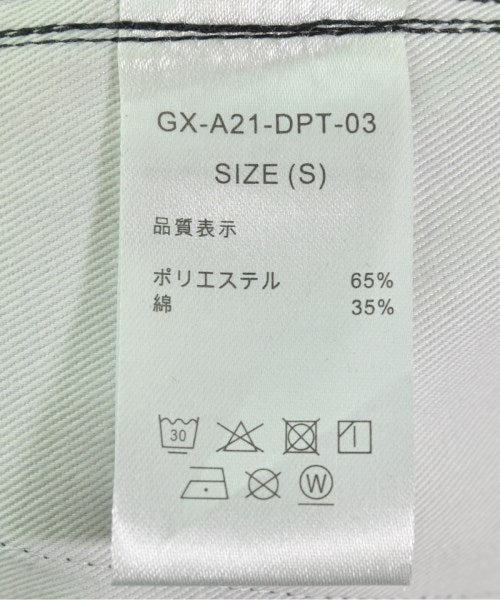 GX-A21-DPT-03
SIZE (S)
品質表示
ポリエステル 65%
綿 35%
30
W